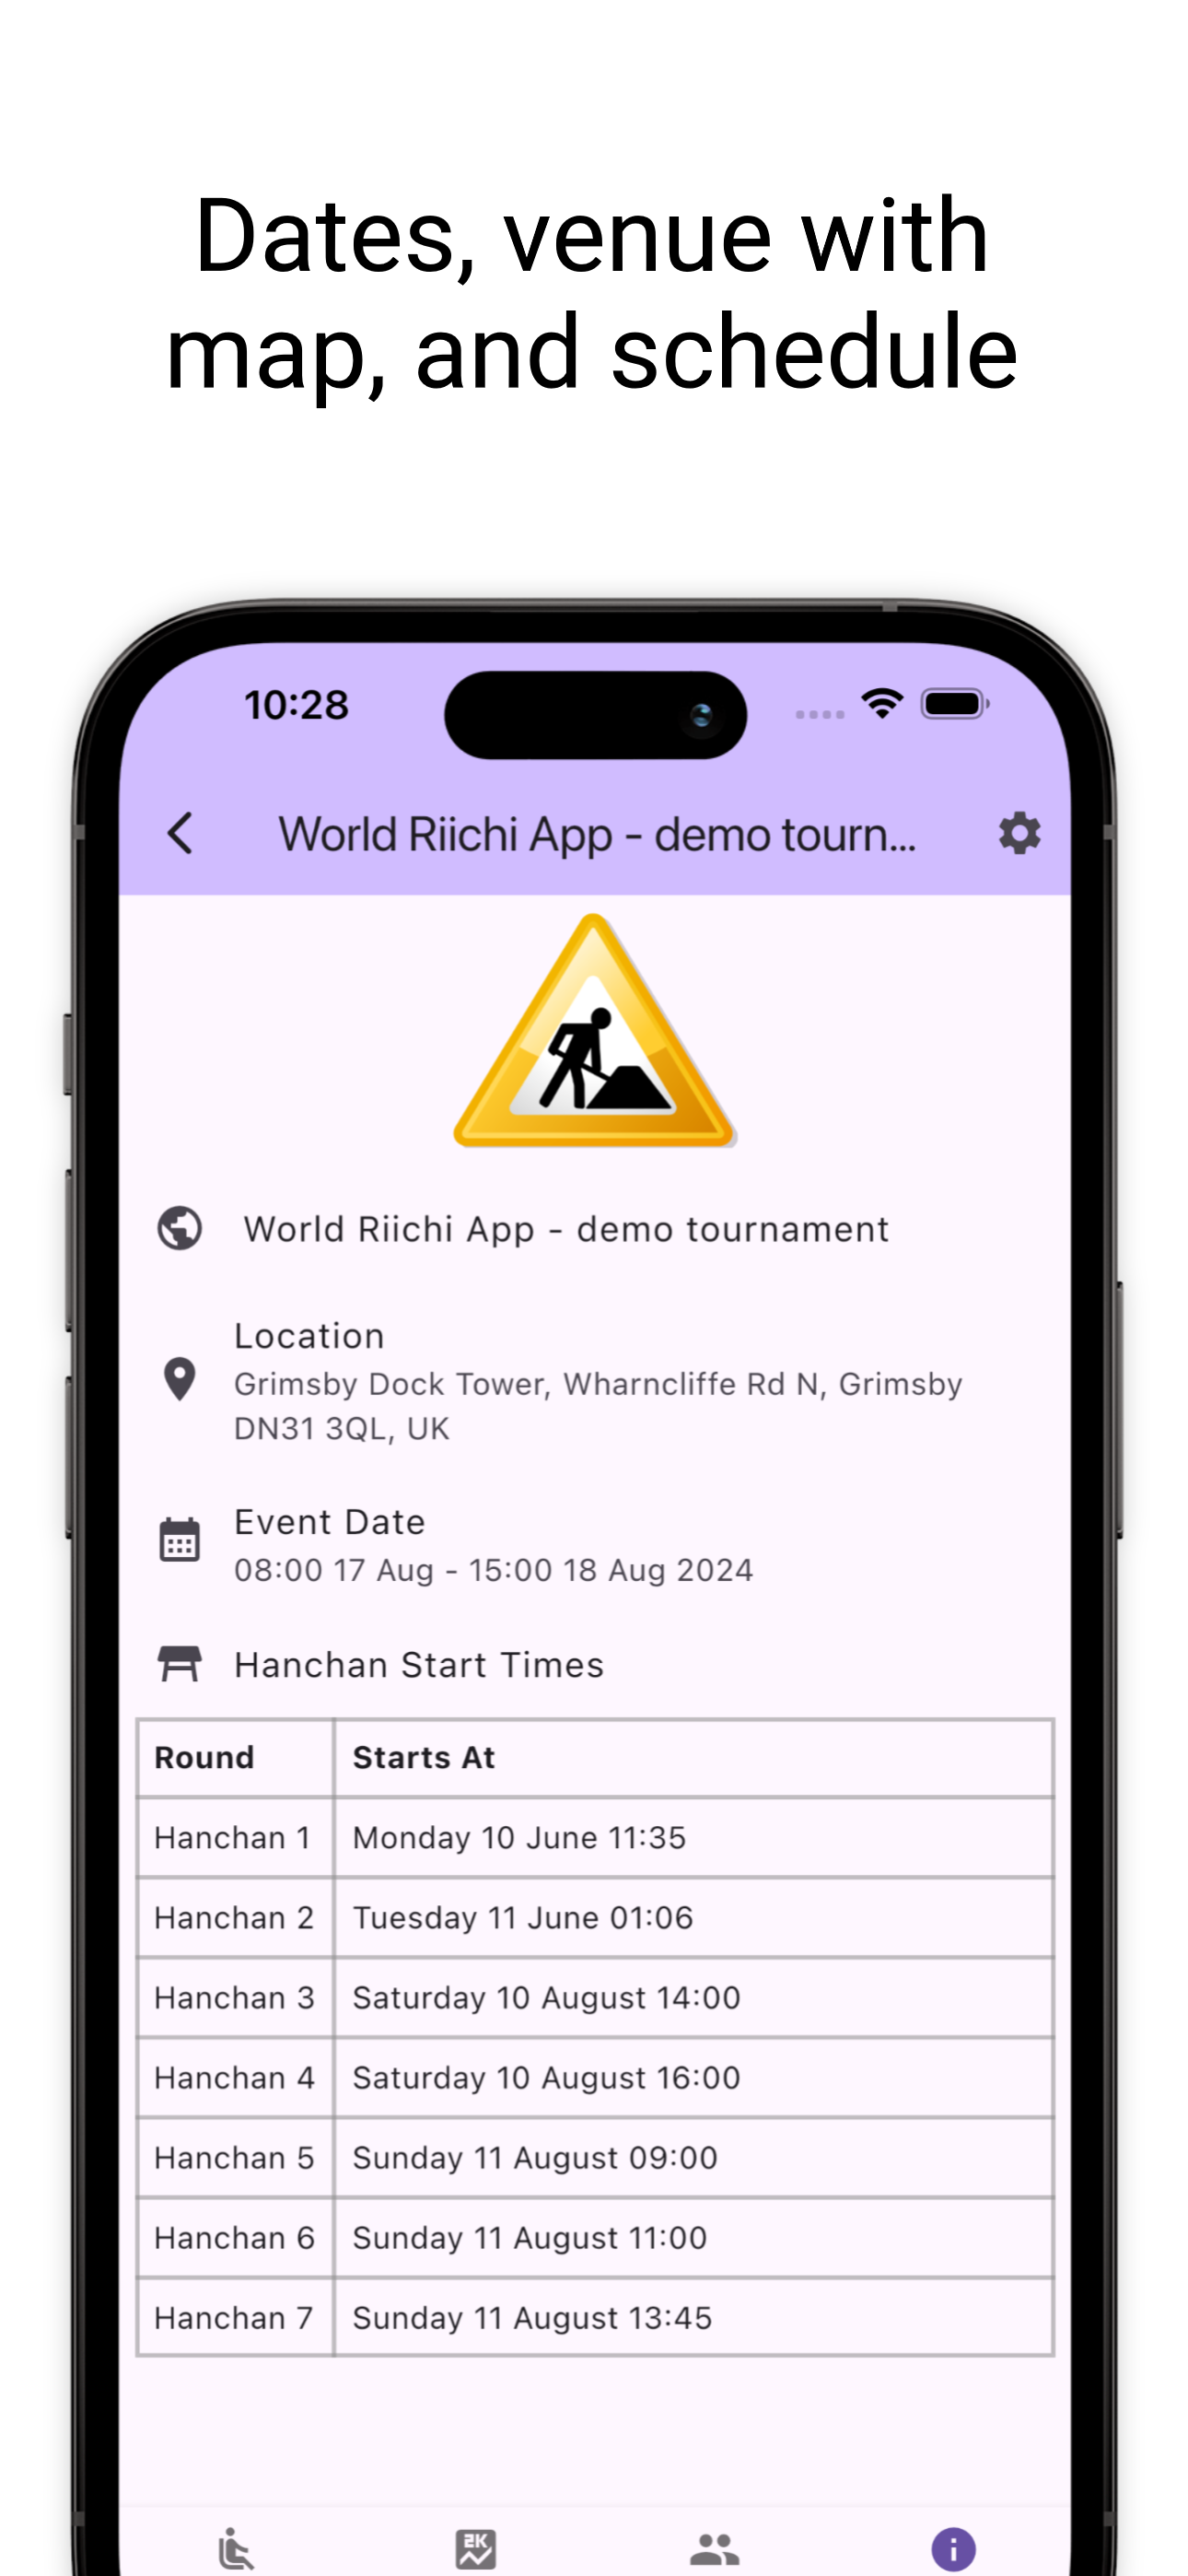 Dates, venue with
map, and schedule
10:28
World Riichi App - demo tourn...
World Riichi App - demo tournament
Location
Grimsby Dock Tower, Wharncliffe Rd N, Grimsby
DN31 3QL, UK
Event Date
08:00 17 Aug - 15:00 18 Aug 2024
Hanchan Start Times
Round Starts At
Hanchan 1 Monday 10 June 11:35
Hanchan 2 Tuesday 11 June 01:06
Hanchan 3 Saturday 10 August 14:00
Hanchan 4 Saturday 10 August 16:00
Hanchan 5 Sunday 11 August 09:00
Hanchan 6 Sunday 11 August 11:00
Hanchan 7 Sunday 11 August 13:45
2K